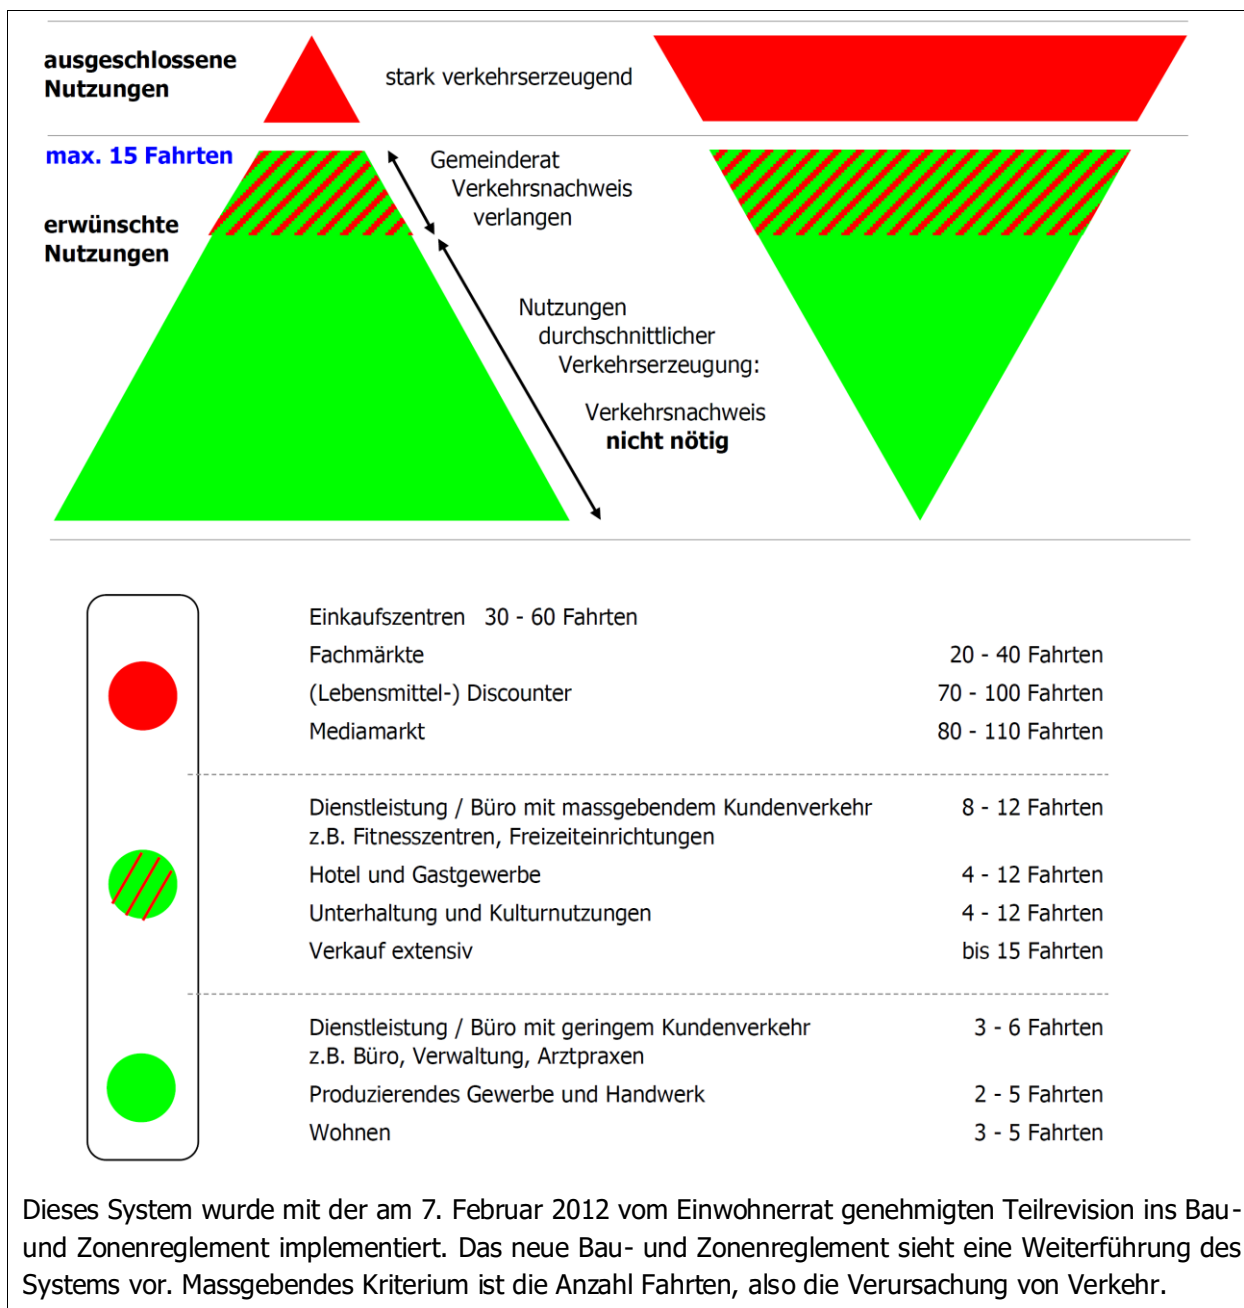 ausgeschlossene
Nutzungen
stark verkehrserzeugend
max. 15 Fahrten
Gemeinderat
Verkehrsnachweis
verlangen
erwünschte
Nutzungen
Nutzungen
durchschnittlicher
Verkehrserzeugung:
Verkehrsnachweis
nicht nötig
Einkaufszentren 30 - 60 Fahrten
Fachmärkte 20 - 40 Fahrten
(Lebensmittel-) Discounter 70 - 100 Fahrten
Mediamarkt 80 - 110 Fahrten
Dienstleistung / Büro mit massgebendem Kundenverkehr 8 - 12 Fahrten
z.B. Fitnesszentren, Freizeiteinrichtungen
Hotel und Gastgewerbe 4 - 12 Fahrten
Unterhaltung und Kulturnutzungen 4 - 12 Fahrten
Verkauf extensiv bis 15 Fahrten
Dienstleistung / Büro mit geringem Kundenverkehr 3 - 6 Fahrten
z.B. Büro, Verwaltung, Arztpraxen
Produzierendes Gewerbe und Handwerk 2 - 5 Fahrten
Wohnen 3 - 5 Fahrten
Dieses System wurde mit der am 7. Februar 2012 vom Einwohnerrat genehmigten Teilrevision ins Bau-
und Zonenreglement implementiert. Das neue Bau- und Zonenreglement sieht eine Weiterführung des
Systems vor. Massgebendes Kriterium ist die Anzahl Fahrten, also die Verursachung von Verkehr.